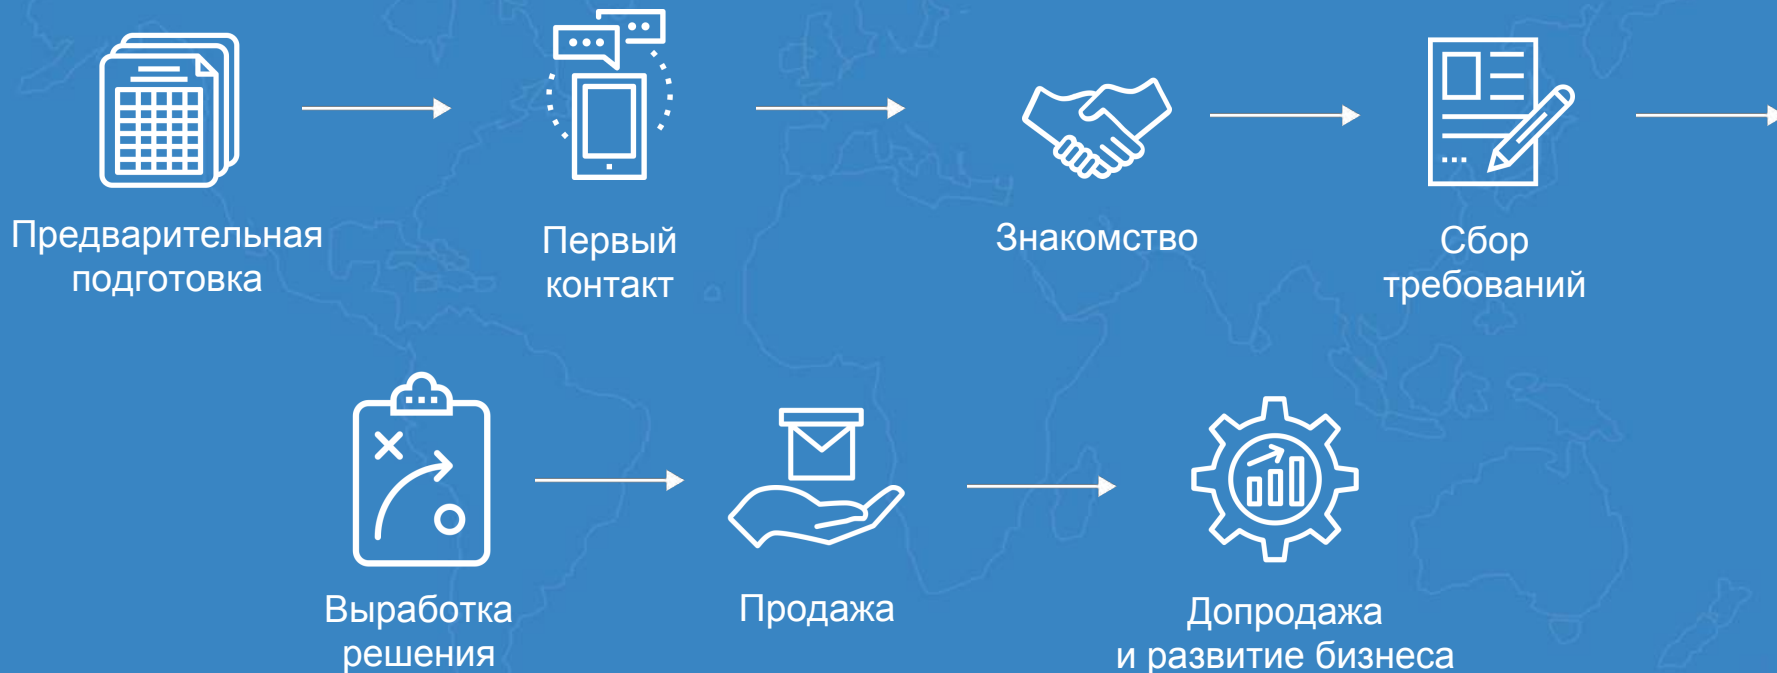 Предварительная
подготовка
Первый
контакт
Знакомство
Сбор
требований
Выработка
решения
Продажа
Допродажа
и развитие бизнеса